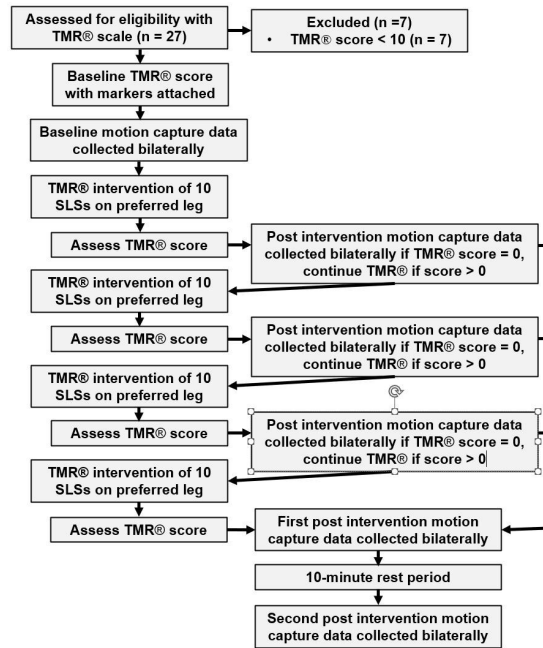 Assessed for eligibility with
TMR® scale (n = 27)
Excluded (n =7)
• TMR® score < 10 (n = 7)
Baseline TMR® score
with markers attached
Baseline motion capture data
collected bilaterally
TMR® intervention of 10
SLSs on preferred leg
Assess TMR® score
Post intervention motion capture data
collected bilaterally if TMR® score = 0,
continue TMR® if score > 0
TMR® intervention of 10
SLSs on preferred leg
Assess TMR® score
Post intervention motion capture data
collected bilaterally if TMR® score = 0,
continue TMR® if score > 0
TMR® intervention of 10
SLSs on preferred leg
Assess TMR® score
Post intervention motion capture data
collected bilaterally if TMR® score = 0,
continue TMR® if score > 0
TMR® intervention of 10
SLSs on preferred leg
Assess TMR® score
First post intervention motion
capture data collected bilaterally
10-minute rest period
Second post intervention motion
capture data collected bilaterally